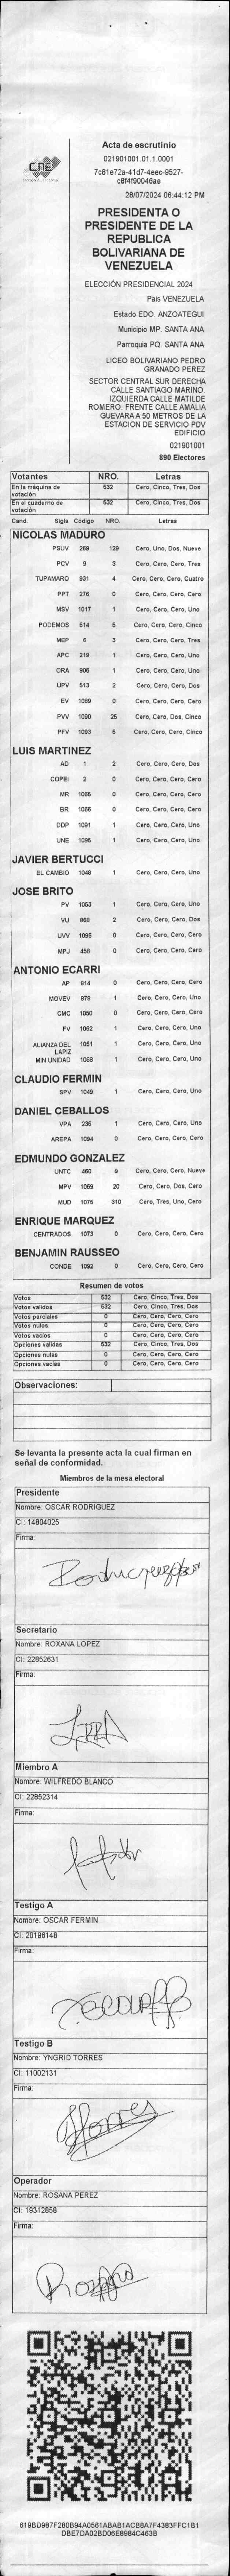 CNE
Acta de escrutinio
021901001.01.1.0001
7c81e72a-41d7-4eec-9527-
c8f4f90046ae
28/07/2024 06:44:12 PM
PRESIDENTA O
PRESIDENTE DE LA
REPUBLICA
BOLIVARIANA DE
VENEZUELA
ELECCIÓN PRESIDENCIAL 2024
Pais VENEZUELA
Estado EDO. ANZOATEGUI
Municipio MP. SANTA ANA
Parroquia PQ. SANTA ANA
LICEO BOLIVARIANO PEDRO
GRANADO PEREZ
SECTOR CENTRAL SUR DERECHA
CALLE SANTIAGO MARINO.
IZQUIERDA CALLE MATILDE
ROMERO. FRENTE CALLE AMALIA
GUEVARA A 50 METROS DE LA
ESTACION DE SERVICIO PDV
EDIFICIO
021901001
890 Electores
Votantes NRO. Letras
En la máquina de votación 532 Cero, Cinco, Tres, Dos
En el cuaderno de votación 532 Cero, Cinco, Tres, Dos
Cand. Sigla Código NRO. Letras
NICOLAS MADURO
PSUV 269 129 Cero, Uno, Dos, Nueve
PCV 9 3 Cero, Cero, Cero, Tres
TUPAMARO 931 4 Cero, Cero, Cero, Cuatro
PPT 276 0 Cero, Cero, Cero, Cero
MSV 1017 1 Cero, Cero, Cero, Uno
PODEMOS 514 5 Cero, Cero, Cero, Cinco
MEP 6 3 Cero, Cero, Cero, Tres
APC 219 1 Cero, Cero, Cero, Uno
ORA 906 1 Cero, Cero, Cero, Uno
UPV 513 2 Cero, Cero, Cero, Dos
EV 1089 0 Cero, Cero, Cero, Cero
PVV 1090 25 Cero, Cero, Dos, Cinco
PFV 1093 5 Cero, Cero, Cero, Cinco
LUIS MARTINEZ
AD 1 2 Cero, Cero, Cero, Dos
COPEI 2 0 Cero, Cero, Cero, Cero
MR 1065 0 Cero, Cero, Cero, Cero
BR 1066 0 Cero, Cero, Cero, Cero
DDP 1091 1 Cero, Cero, Cero, Uno
UNE 1095 1 Cero, Cero, Cero, Uno
JAVIER BERTUCCI
EL CAMBIO 1048 1 Cero, Cero, Cero, Uno
JOSE BRITO
PV 1053 1 Cero, Cero, Cero, Uno
VU 868 2 Cero, Cero, Cero, Dos
UVV 1096 0 Cero, Cero, Cero, Cero
MPJ 458 0 Cero, Cero, Cero, Cero
ANTONIO ECARRI
AP 814 0 Cero, Cero, Cero, Cero
MOVEV 979 1 Cero, Cero, Cero, Uno
CMC 1050 0 Cero, Cero, Cero, Cero
FV 1052 1 Cero, Cero, Cero, Uno
ALIANZA DEL LAPIZ 1051 1 Cero, Cero, Cero, Uno
MIN UNIDAD 1068 1 Cero, Cero, Cero, Uno
CLAUDIO FERMIN
SPV 1049 1 Cero, Cero, Cero, Uno
DANIEL CEBALLOS
VPA 236 1 Cero, Cero, Cero, Uno
AREPA 1094 0 Cero, Cero, Cero, Cero
EDMUNDO GONZALEZ
UNTC 460 9 Cero, Cero, Cero, Nueve
MPV 1069 20 Cero, Cero, Dos, Cero
MUD 1075 310 Cero, Tres, Uno, Cero
ENRIQUE MARQUEZ
CENTRADOS 1073 0 Cero, Cero, Cero, Cero
BENJAMIN RAUSSEO
CONDE 1092 0 Cero, Cero, Cero, Cero
Resumen de votos
Votos 532 Cero, Cinco, Tres, Dos
Votos validos 532 Cero, Cinco, Tres, Dos
Votos parciales 0 Cero, Cero, Cero, Cero
Votos nulos 0 Cero, Cero, Cero, Cero
Votos vacios 0 Cero, Cero, Cero, Cero
Opciones validas 532 Cero, Cinco, Tres, Dos
Opciones nulas 0 Cero, Cero, Cero, Cero
Opciones vacias 0 Cero, Cero, Cero, Cero
Observaciones:
Se levanta la presente acta la cual firman en
señal de conformidad.
Miembros de la mesa electoral
Presidente
Nombre: OSCAR RODRIGUEZ
CI: 14804025
Firma:
Secretario
Nombre: ROXANA LOPEZ
CI: 22852631
Firma:
Miembro A
Nombre: WILFREDO BLANCO
CI: 22852314
Firma:
Testigo A
Nombre: OSCAR FERMIN
CI: 20196148
Firma:
Testigo B
Nombre: YNGRID TORRES
CI: 11002131
Firma:
Operador
Nombre: ROSANA PEREZ
CI: 19312658
Firma:
619BD987F280B94A0561ABAB1ACB8A7F4383FFC1B1
DBE7DA02BD06E8984C463B